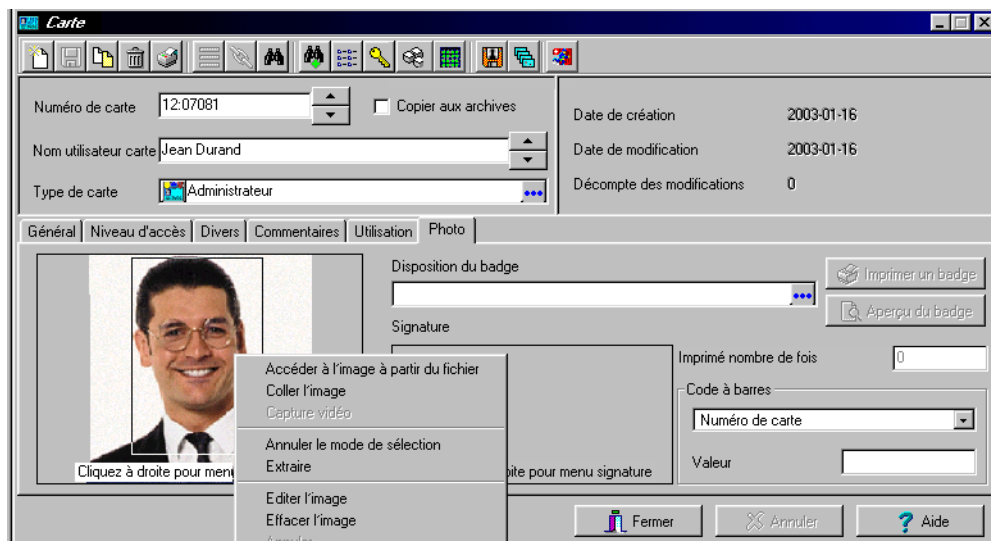 Carte
Numéro de carte 12:07081 Copier aux archives
Nom utilisateur carte Jean Durand
Type de carte Administrateur
Date de création 2003-01-16
Date de modification 2003-01-16
Décompte des modifications 0
Général Niveau d'accès Divers Commentaires Utilisation Photo
Cliquez à droite pour menu
Disposition du badge
Signature
Accéder à l'image à partir du fichier
Coller l'image
Capture vidéo
Annuler le mode de sélection
Extraire
Editer l'image
Effacer l'image
Annuler
pour menu signature
Imprimer un badge
Aperçu du badge
Imprimé nombre de fois 0
Code à barres
Numéro de carte
Valeur
Fermer Annuler Aide